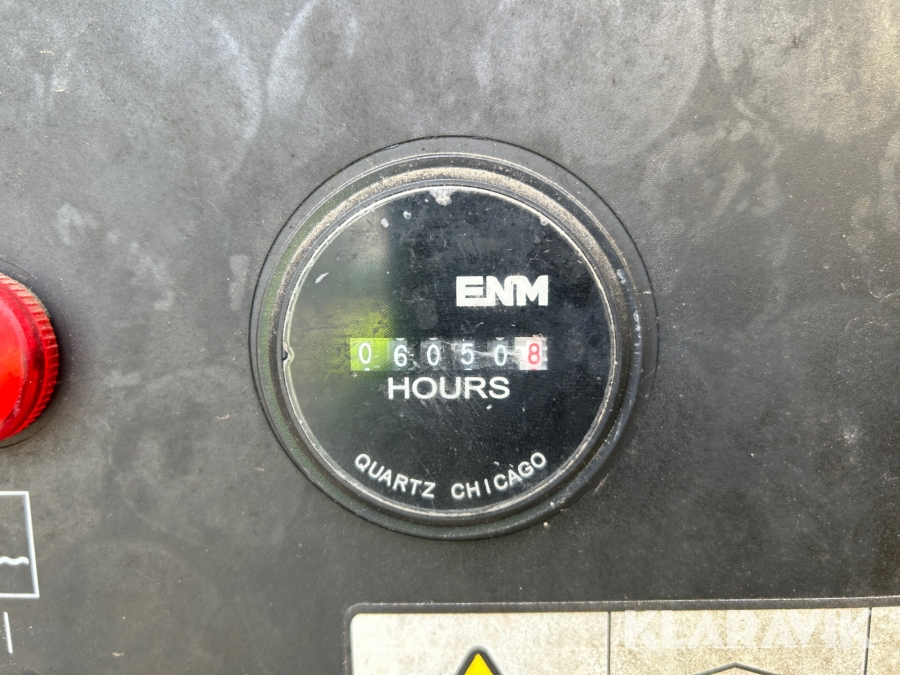 ENM
060508
HOURS
QUARTZ CHICAGO
KLARAVIK